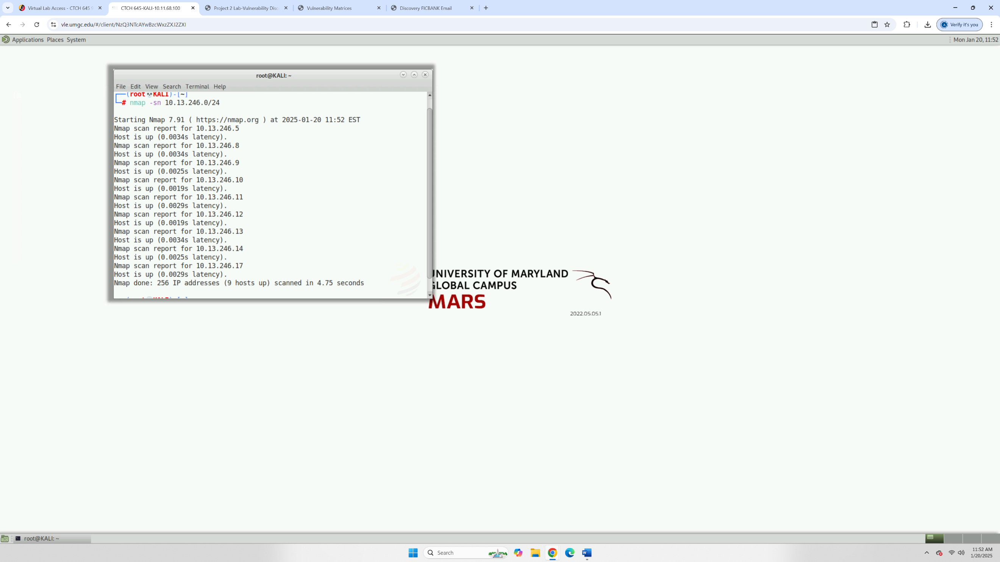 Virtual Lab Access - CTCH 645 9
CTCH 645-KALI-10.11.68.100
Project 2 Lab-Vulnerability Disc
Vulnerability Matrices
Discovery FICBANK Email
vle.umgc.edu/#/client/NzQ3NTcAYwBzcWxzZXJ2ZXI
Verify it's you
Applications Places System
Mon Jan 20, 11:52
root@KALI: ~
File Edit View Search Terminal Help
(root💀KALI)-[~]
# nmap -sn 10.13.246.0/24
Starting Nmap 7.91 ( https://nmap.org ) at 2025-01-20 11:52 EST
Nmap scan report for 10.13.246.5
Host is up (0.0034s latency).
Nmap scan report for 10.13.246.8
Host is up (0.0034s latency).
Nmap scan report for 10.13.246.9
Host is up (0.0025s latency).
Nmap scan report for 10.13.246.10
Host is up (0.0019s latency).
Nmap scan report for 10.13.246.11
Host is up (0.0029s latency).
Nmap scan report for 10.13.246.12
Host is up (0.0019s latency).
Nmap scan report for 10.13.246.13
Host is up (0.0034s latency).
Nmap scan report for 10.13.246.14
Host is up (0.0025s latency).
Nmap scan report for 10.13.246.17
Host is up (0.0029s latency).
Nmap done: 256 IP addresses (9 hosts up) scanned in 4.75 seconds
UNIVERSITY OF MARYLAND
GLOBAL CAMPUS
MARS
2022.05.05.1
root@KALI: ~
Search
11:52 AM
1/20/2025